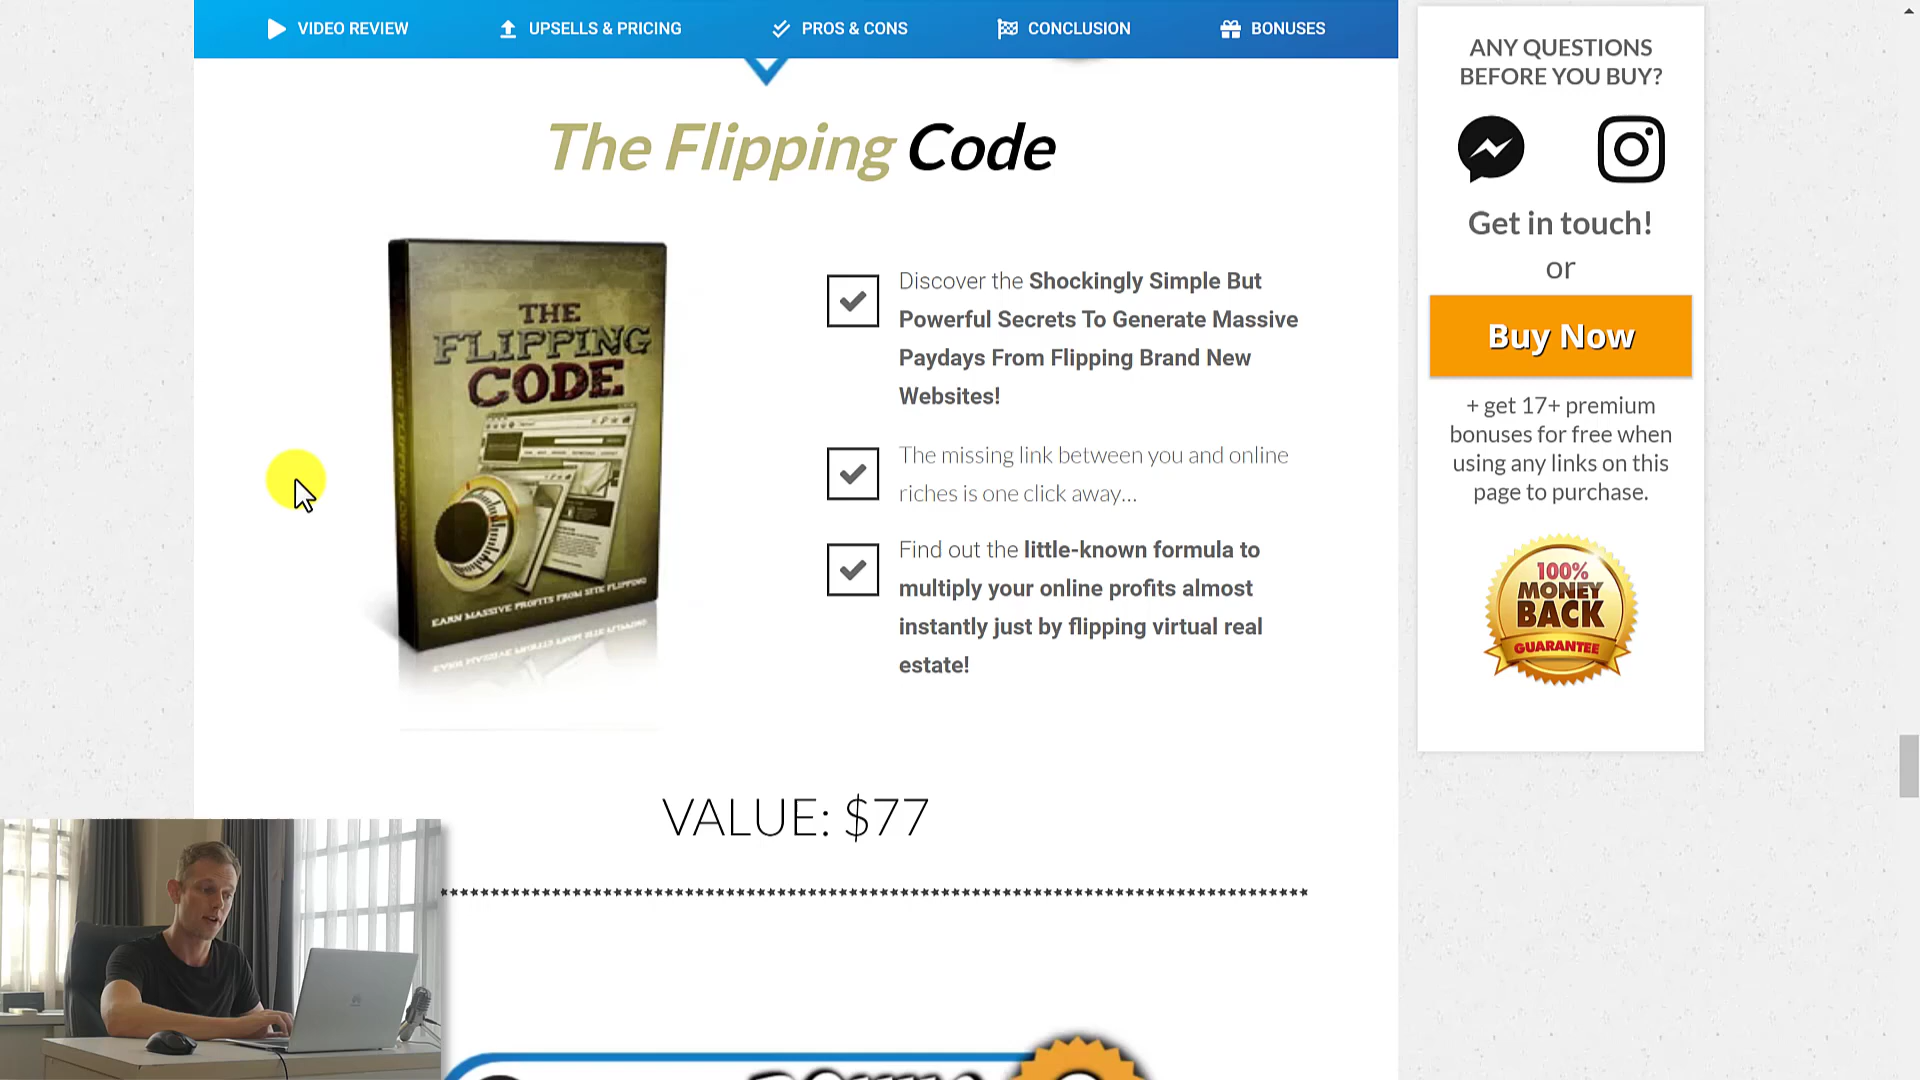 VIDEO REVIEW
UPSELLS & PRICING
PROS & CONS
CONCLUSION
BONUSES
The Flipping Code
THE
FLIPPING
CODE
EARN MASSIVE PROFITS FROM SITE FLIPPING
Discover the Shockingly Simple But
Powerful Secrets To Generate Massive
Paydays From Flipping Brand New
Websites!
The missing link between you and online
riches is one click away...
Find out the little-known formula to
multiply your online profits almost
instantly just by flipping virtual real
estate!
VALUE: $77
ANY QUESTIONS
BEFORE YOU BUY?
Get in touch!
or
Buy Now
+ get 17+ premium
bonuses for free when
using any links on this
page to purchase.
100%
MONEY
BACK
GUARANTEE